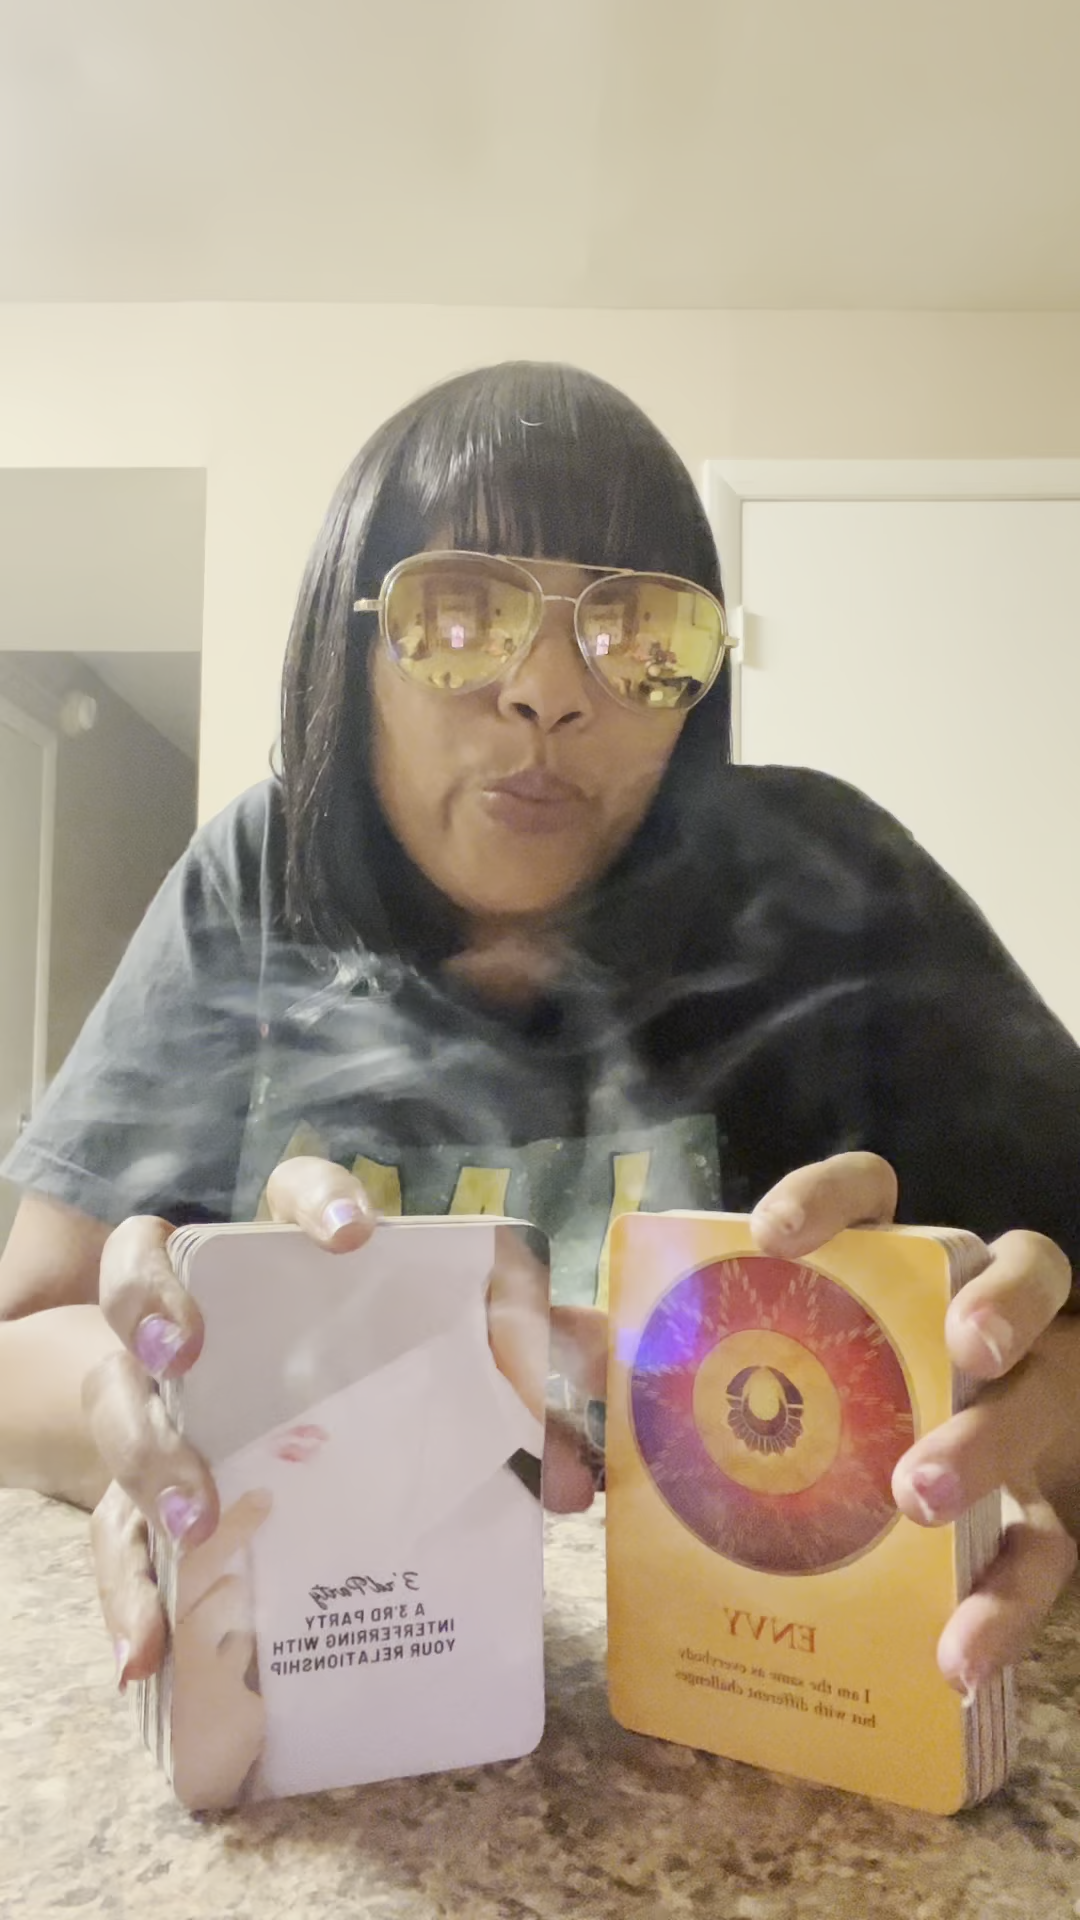 3'rd Party
A 3'RD PARTY
INTERFERRING WITH
YOUR RELATIONSHIP
ENVY
I am the same as everybody
but with different challenges